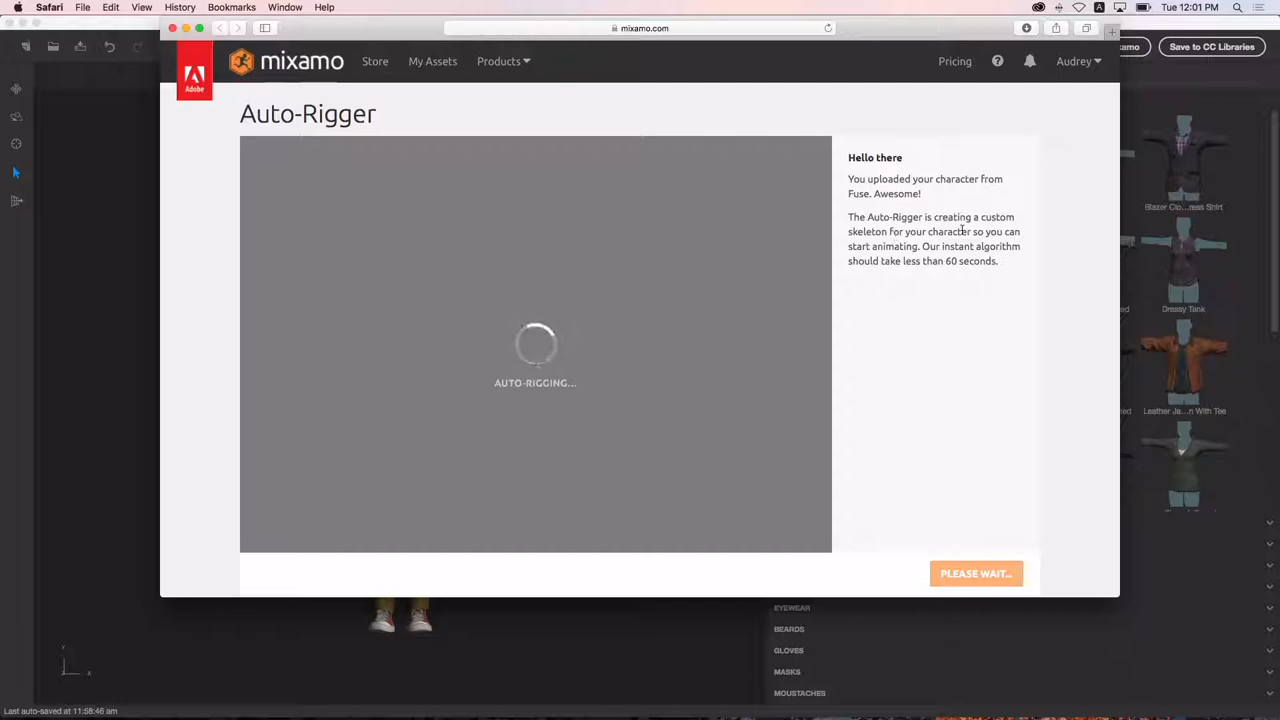 Safari File Edit View History Bookmarks Window Help
A
Tue 12:01 PM
mixamo.com
Save to CC Libraries
Adobe
mixamo
Store My Assets Products
Pricing
?
Audrey
Auto-Rigger
Hello there
You uploaded your character from
Fuse. Awesome!
The Auto-Rigger is creating a custom
skeleton for your character so you can
start animating. Our instant algorithm
should take less than 60 seconds.
AUTO-RIGGING...
PLEASE WAIT...
Blazer Clo...ress Shirt
Dressy Tank
Leather Ja...n With Tee
EYEWEAR
BEARDS
GLOVES
MASKS
MOUSTACHES
Y
X
Last auto-saved at 11:58:46 am